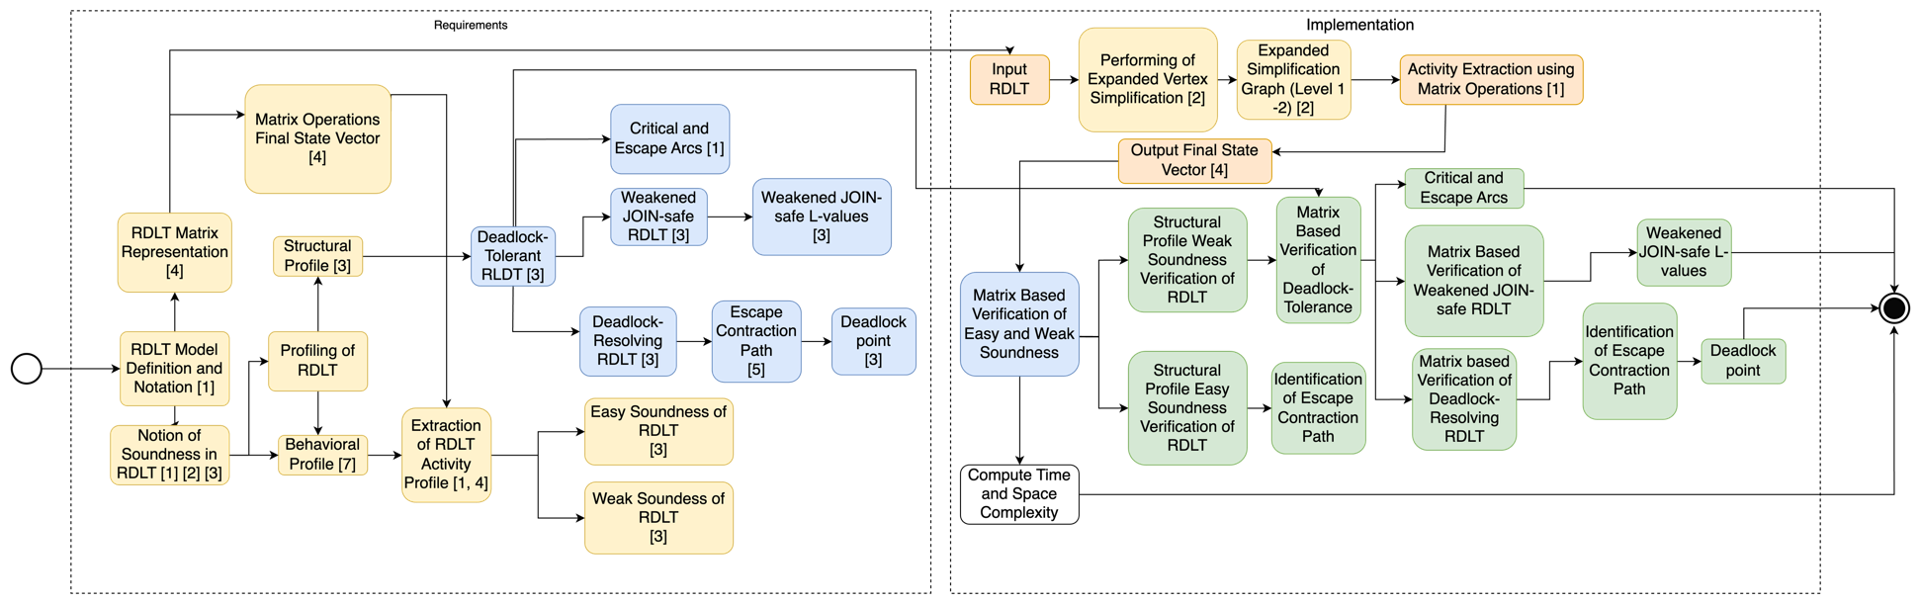 Requirements
Matrix Operations
Final State Vector
[4]
RDLT Matrix
Representation
[4]
RDLT Model
Definition and
Notation [1]
Notion of
Soundness in
RDLT [1] [2] [3]
Structural
Profile [3]
Profiling of
RDLT
Behavioral
Profile [7]
Extraction
of RDLT
Activity
Profile [1, 4]
Deadlock-
Tolerant
RLDT [3]
Critical and
Escape Arcs [1]
Weakened
JOIN-safe
RDLT [3]
Weakened JOIN-
safe L-values
[3]
Deadlock-
Resolving
RDLT [3]
Escape
Contraction
Path
[5]
Deadlock
point
[3]
Easy Soundness of
RDLT
[3]
Weak Soundess of
RDLT
[3]
Implementation
Input
RDLT
Performing of
Expanded Vertex
Simplification [2]
Expanded
Simplification
Graph (Level 1
-2) [2]
Activity Extraction using
Matrix Operations [1]
Output Final State
Vector [4]
Matrix Based
Verification of
Easy and Weak
Soundness
Compute Time
and Space
Complexity
Structural
Profile Weak
Soundness
Verification of
RDLT
Matrix
Based
Verification
of
Deadlock-
Tolerance
Structural
Profile Easy
Soundness
Verification of
RDLT
Identification
of Escape
Contraction
Path
Critical and
Escape Arcs
Matrix Based
Verification of
Weakened JOIN-
safe RDLT
Weakened
JOIN-safe L-
values
Matrix based
Verification of
Deadlock-
Resolving
RDLT
Identification
of Escape
Contraction
Path
Deadlock
point